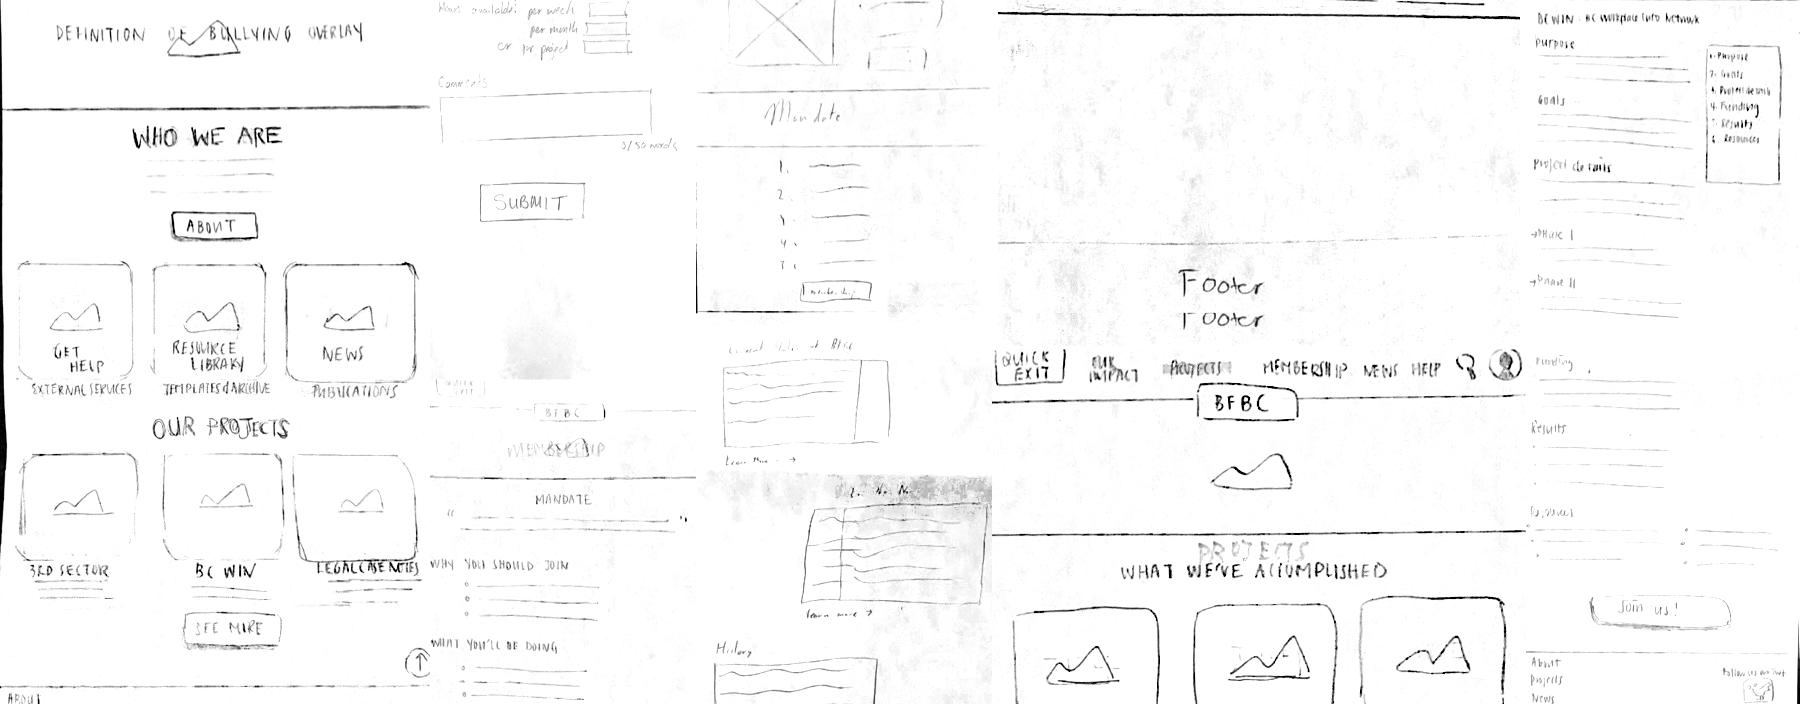 DEFINITION OF BULLYING OVERLAY
WHO WE ARE
ABOUT
GET
HELP
EXTERNAL SERVICES
RESOURCE
LIBRARY
TEMPLATES & ARCHIVE
NEWS
PUBLICATIONS
OUR PROJECTS
3RD SECTOR
BC WIN
LEGAL CASE NOTES
SEE MORE
ABOUT
Hours available: per week
per month
or per project
Comments
0/50 words
SUBMIT
QUICK
EXIT
BFBC
MEMBERSHIP
MANDATE
“ ”
WHY YOU SHOULD JOIN
WHAT YOU'LL BE DOING
Mandate
1.
2.
3.
4.
5.
Membership
Learn More →
Learn more →
History
Footer
Footer
QUICK
EXIT
OUR
IMPACT
PROJECTS
MEMBERSHIP
NEWS
HELP
BFBC
PROJECTS
WHAT WE'VE ACCOMPLISHED
BC WIN - BC Workplace Info Network
Purpose
Goals
Project details
→ Phase I
→ Phase II
Funding
Results
Resources
1. Purpose
2. Goals
3. Project details
4. Funding
5. Results
6. Resources
Join us!
About
Projects
News
Follow us on